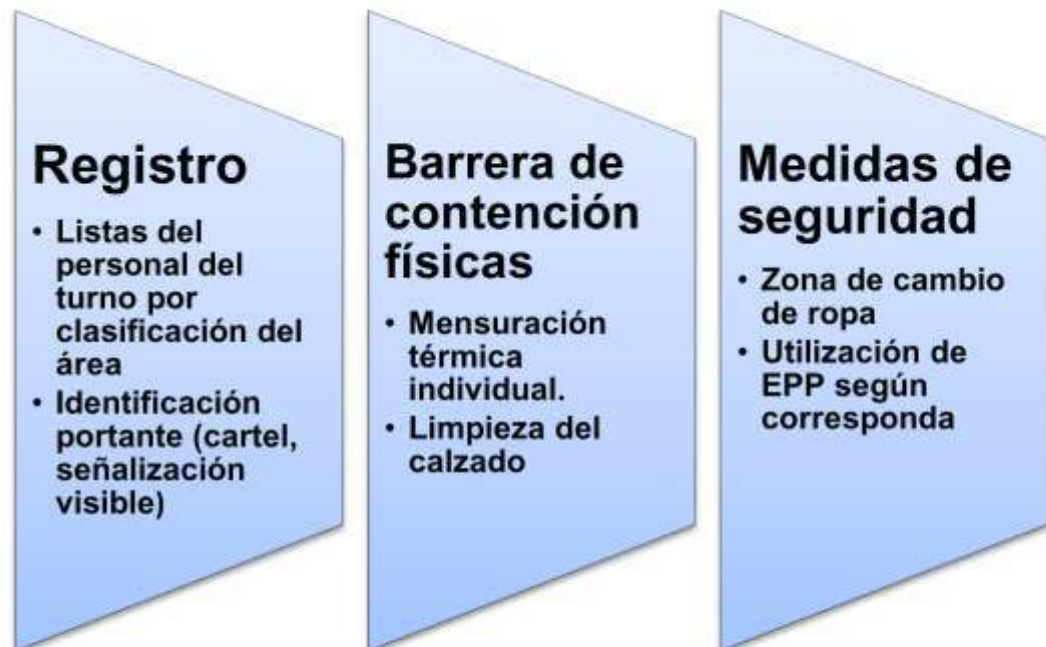 Registro
• Listas del
personal del
turno por
clasificación del
área
• Identificación
portante (cartel,
señalización
visible)
Barrera de
contención
físicas
• Mensuración
térmica
individual.
• Limpieza del
calzado
Medidas de
seguridad
• Zona de cambio
de ropa
• Utilización de
EPP según
corresponda